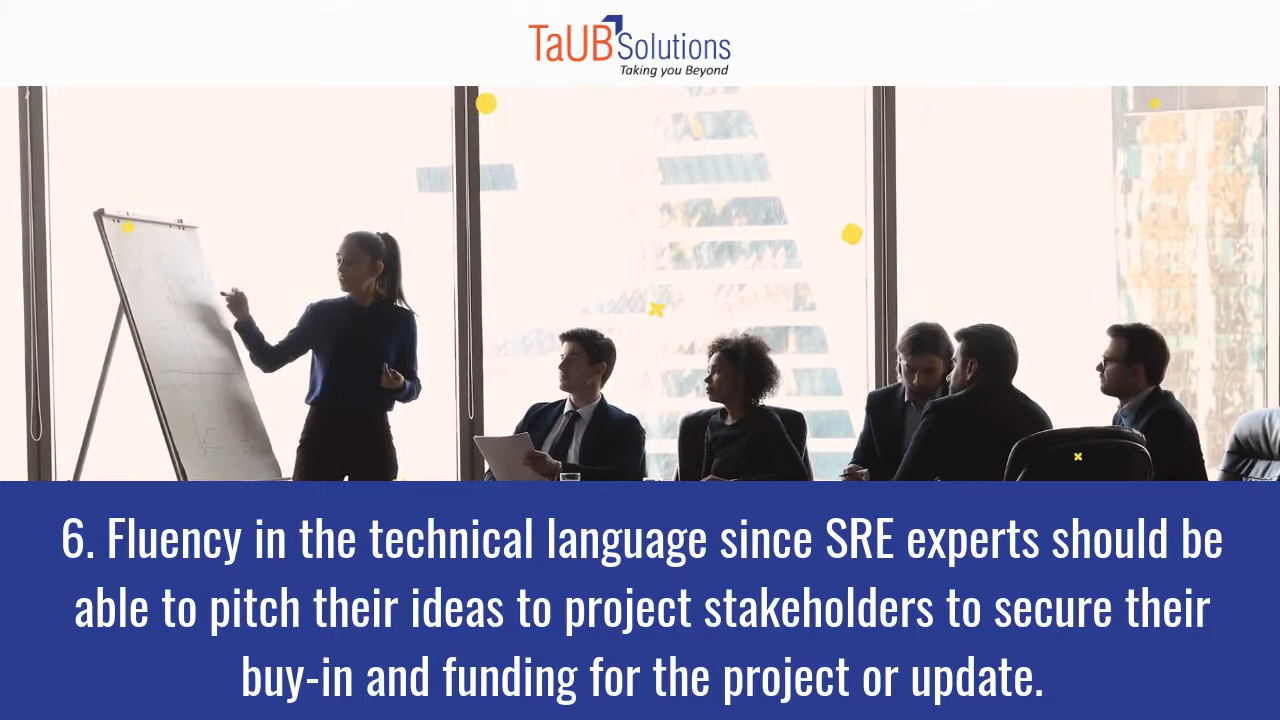 TaUB Solutions
Taking you Beyond
6. Fluency in the technical language since SRE experts should be
able to pitch their ideas to project stakeholders to secure their
buy-in and funding for the project or update.